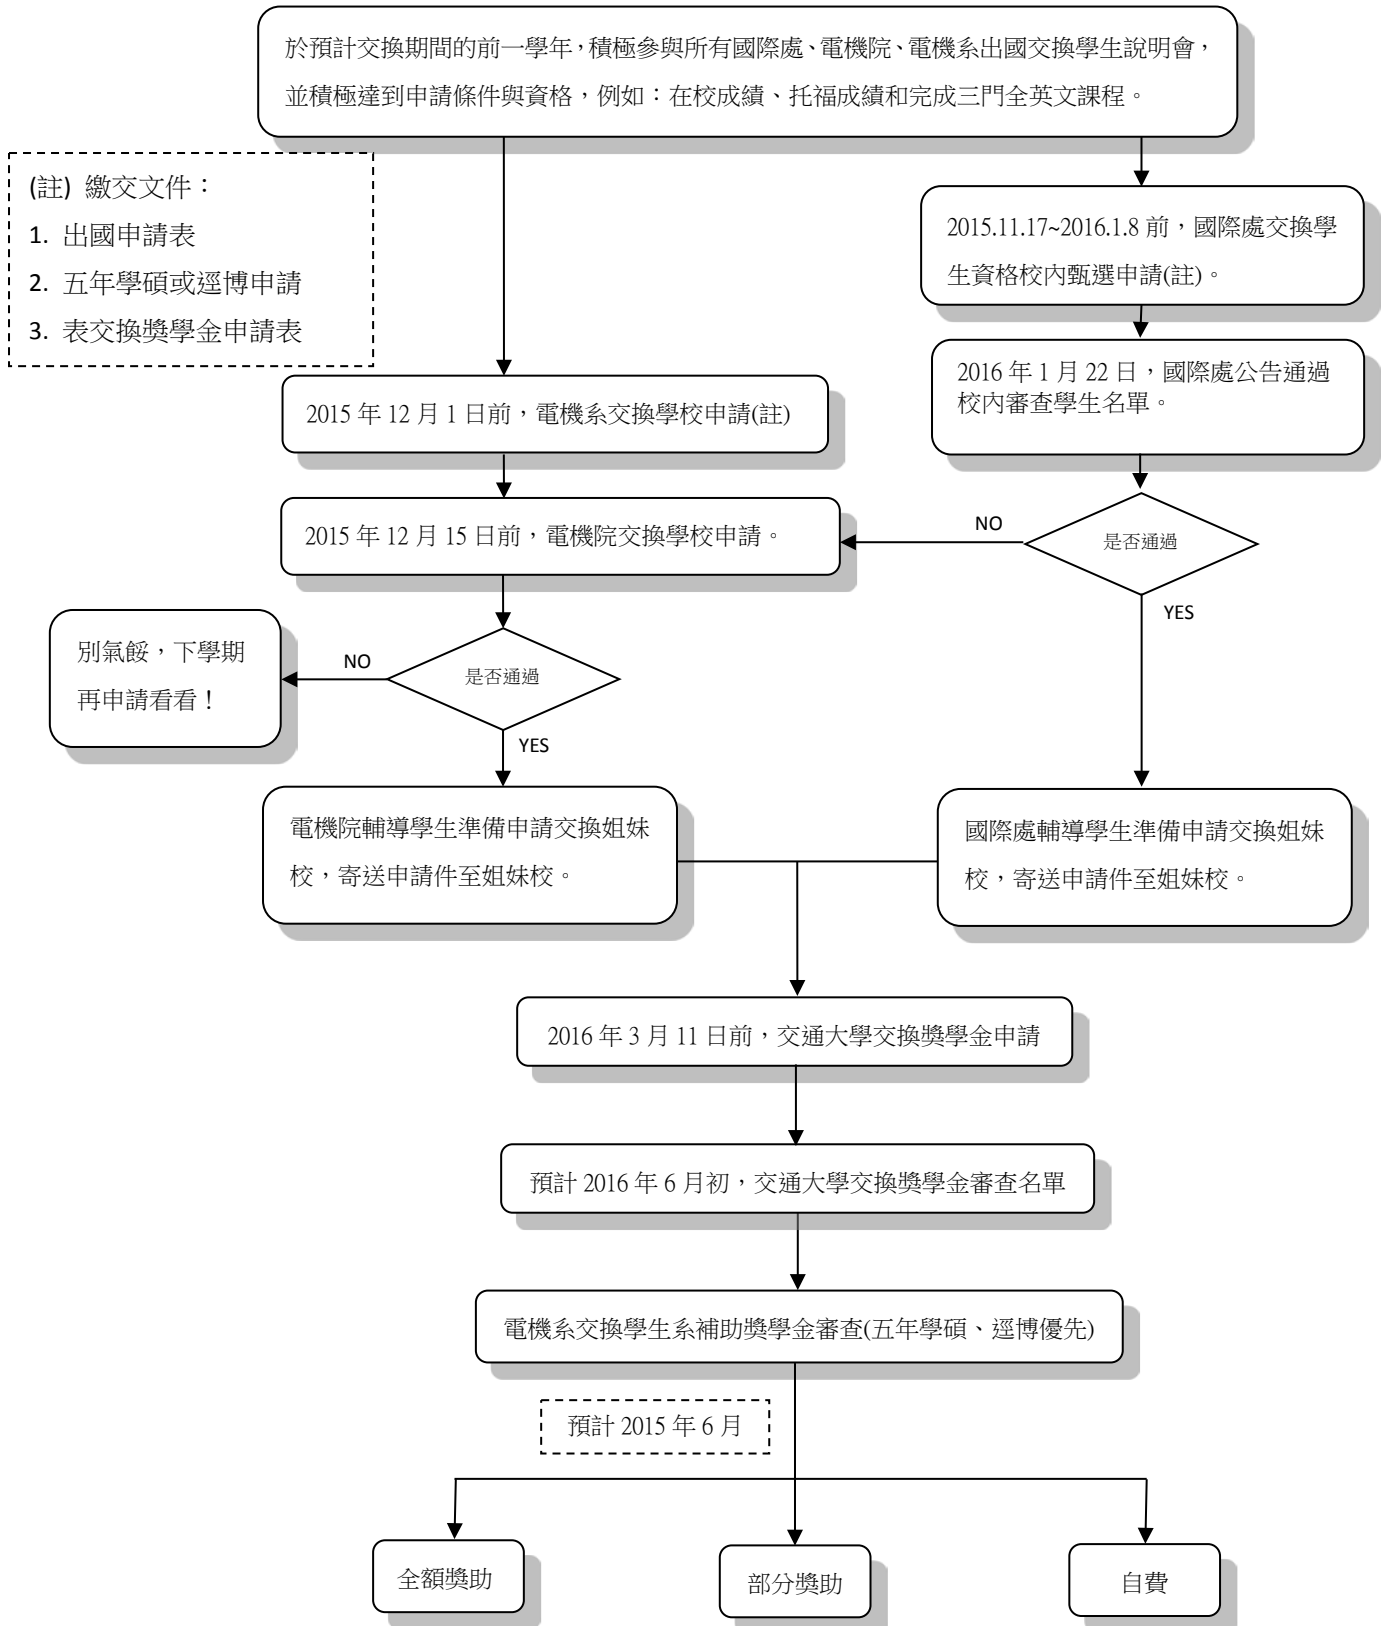 於預計交換期間的前一學年，積極參與所有國際處、電機院、電機系出國交換學生說明會，
並積極達到申請條件與資格，例如：在校成績、托福成績和完成三門全英文課程。
(註) 繳交文件：
1. 出國申請表
2. 五年學碩或逕博申請
3. 表交換獎學金申請表
2015.11.17~2016.1.8 前，國際處交換學
生資格校內甄選申請(註)。
2016 年 1 月 22 日，國際處公告通過
校內審查學生名單。
2015 年 12 月 1 日前，電機系交換學校申請(註)
2015 年 12 月 15 日前，電機院交換學校申請。
NO
是否通過
YES
別氣餒，下學期
再申請看看！
NO
是否通過
YES
電機院輔導學生準備申請交換姐妹
校，寄送申請件至姐妹校。
國際處輔導學生準備申請交換姐妹
校，寄送申請件至姐妹校。
2016 年 3 月 11 日前，交通大學交換獎學金申請
預計 2016 年 6 月初，交通大學交換獎學金審查名單
電機系交換學生系補助獎學金審查(五年學碩、逕博優先)
預計 2015 年 6 月
全額獎助
部分獎助
自費